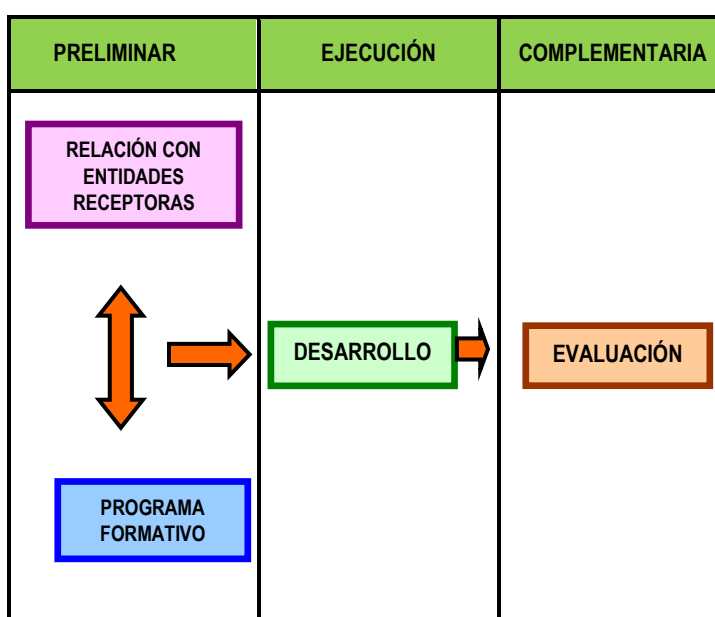 PRELIMINAR
EJECUCIÓN
COMPLEMENTARIA
RELACIÓN CON
ENTIDADES
RECEPTORAS
DESARROLLO
EVALUACIÓN
PROGRAMA
FORMATIVO